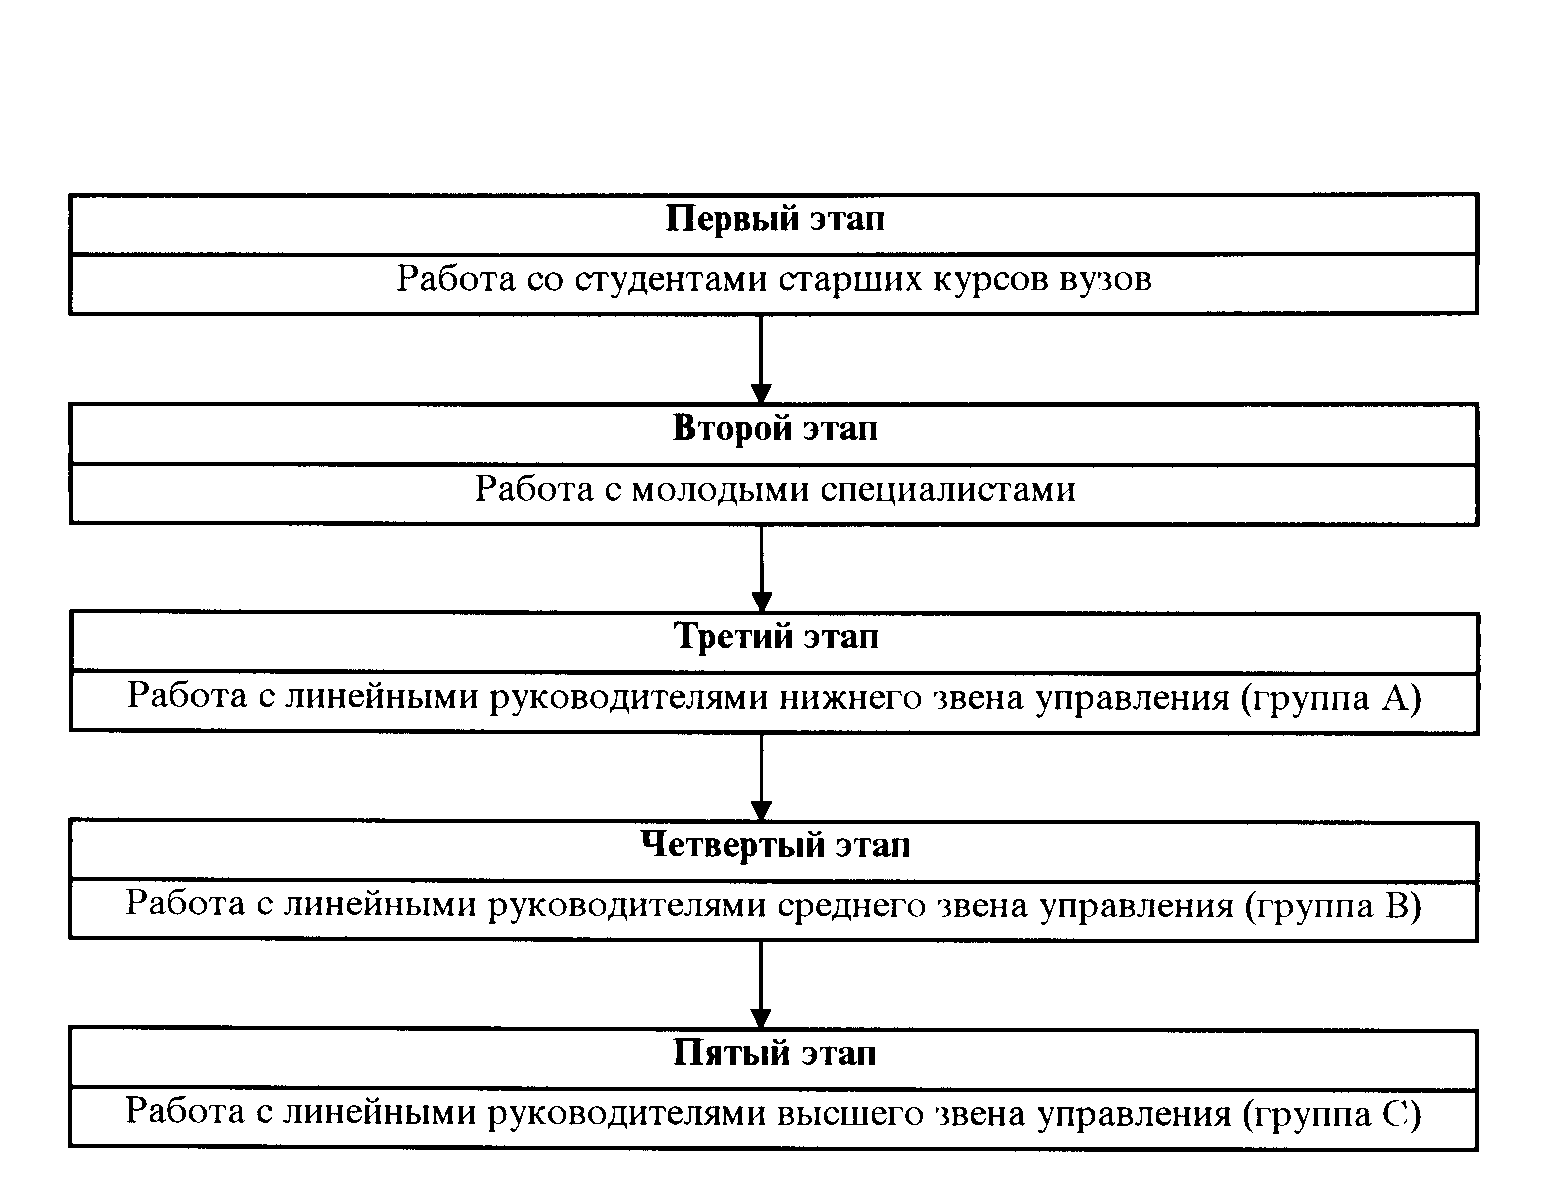 Первый этап
Работа со студентами старших курсов вузов
Второй этап
Работа с молодыми специалистами
Третий этап
Работа с линейными руководителями нижнего звена управления (группа А)
Четвертый этап
Работа с линейными руководителями среднего звена управления (группа В)
Пятый этап
Работа с линейными руководителями высшего звена управления (группа С)